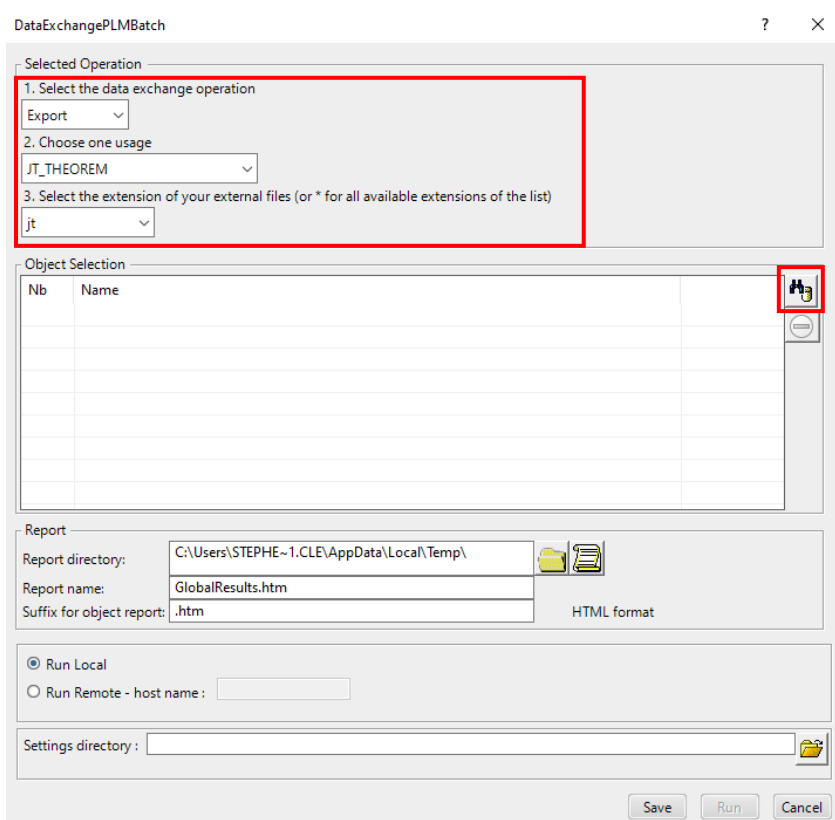 DataExchangePLMBatch ? ×
Selected Operation
1. Select the data exchange operation
Export
2. Choose one usage
JT_THEOREM
3. Select the extension of your external files (or * for all available extensions of the list)
jt
Object Selection
Nb Name
Report
Report directory: C:\Users\STEPHE~1.CLE\AppData\Local\Temp\
Report name: GlobalResults.htm
Suffix for object report: .htm HTML format
Run Local
Run Remote - host name :
Settings directory :
Save Run Cancel